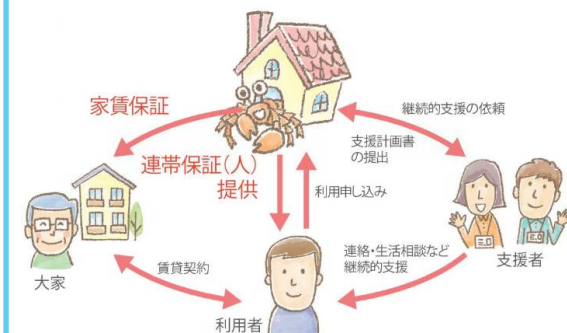 家賃保証
継続的支援の依頼
支援計画書
の提出
連帯保証(人)
提供
利用申し込み
連絡・生活相談など
継続的支援
賃貸契約
大家
支援者
利用者